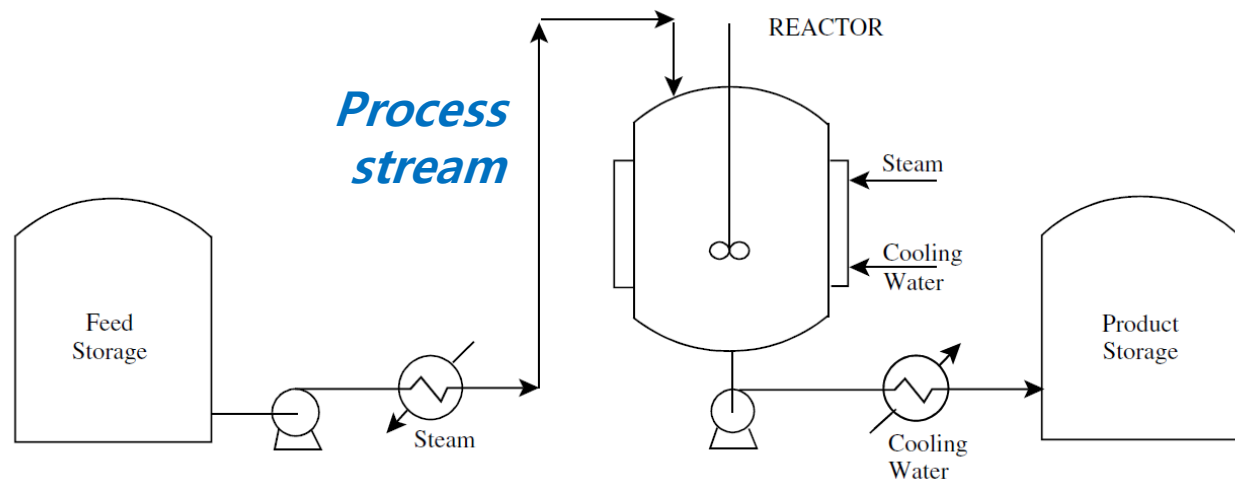 REACTOR
Process
stream
Steam
Cooling
Water
Feed
Storage
Product
Storage
Steam
Cooling
Water